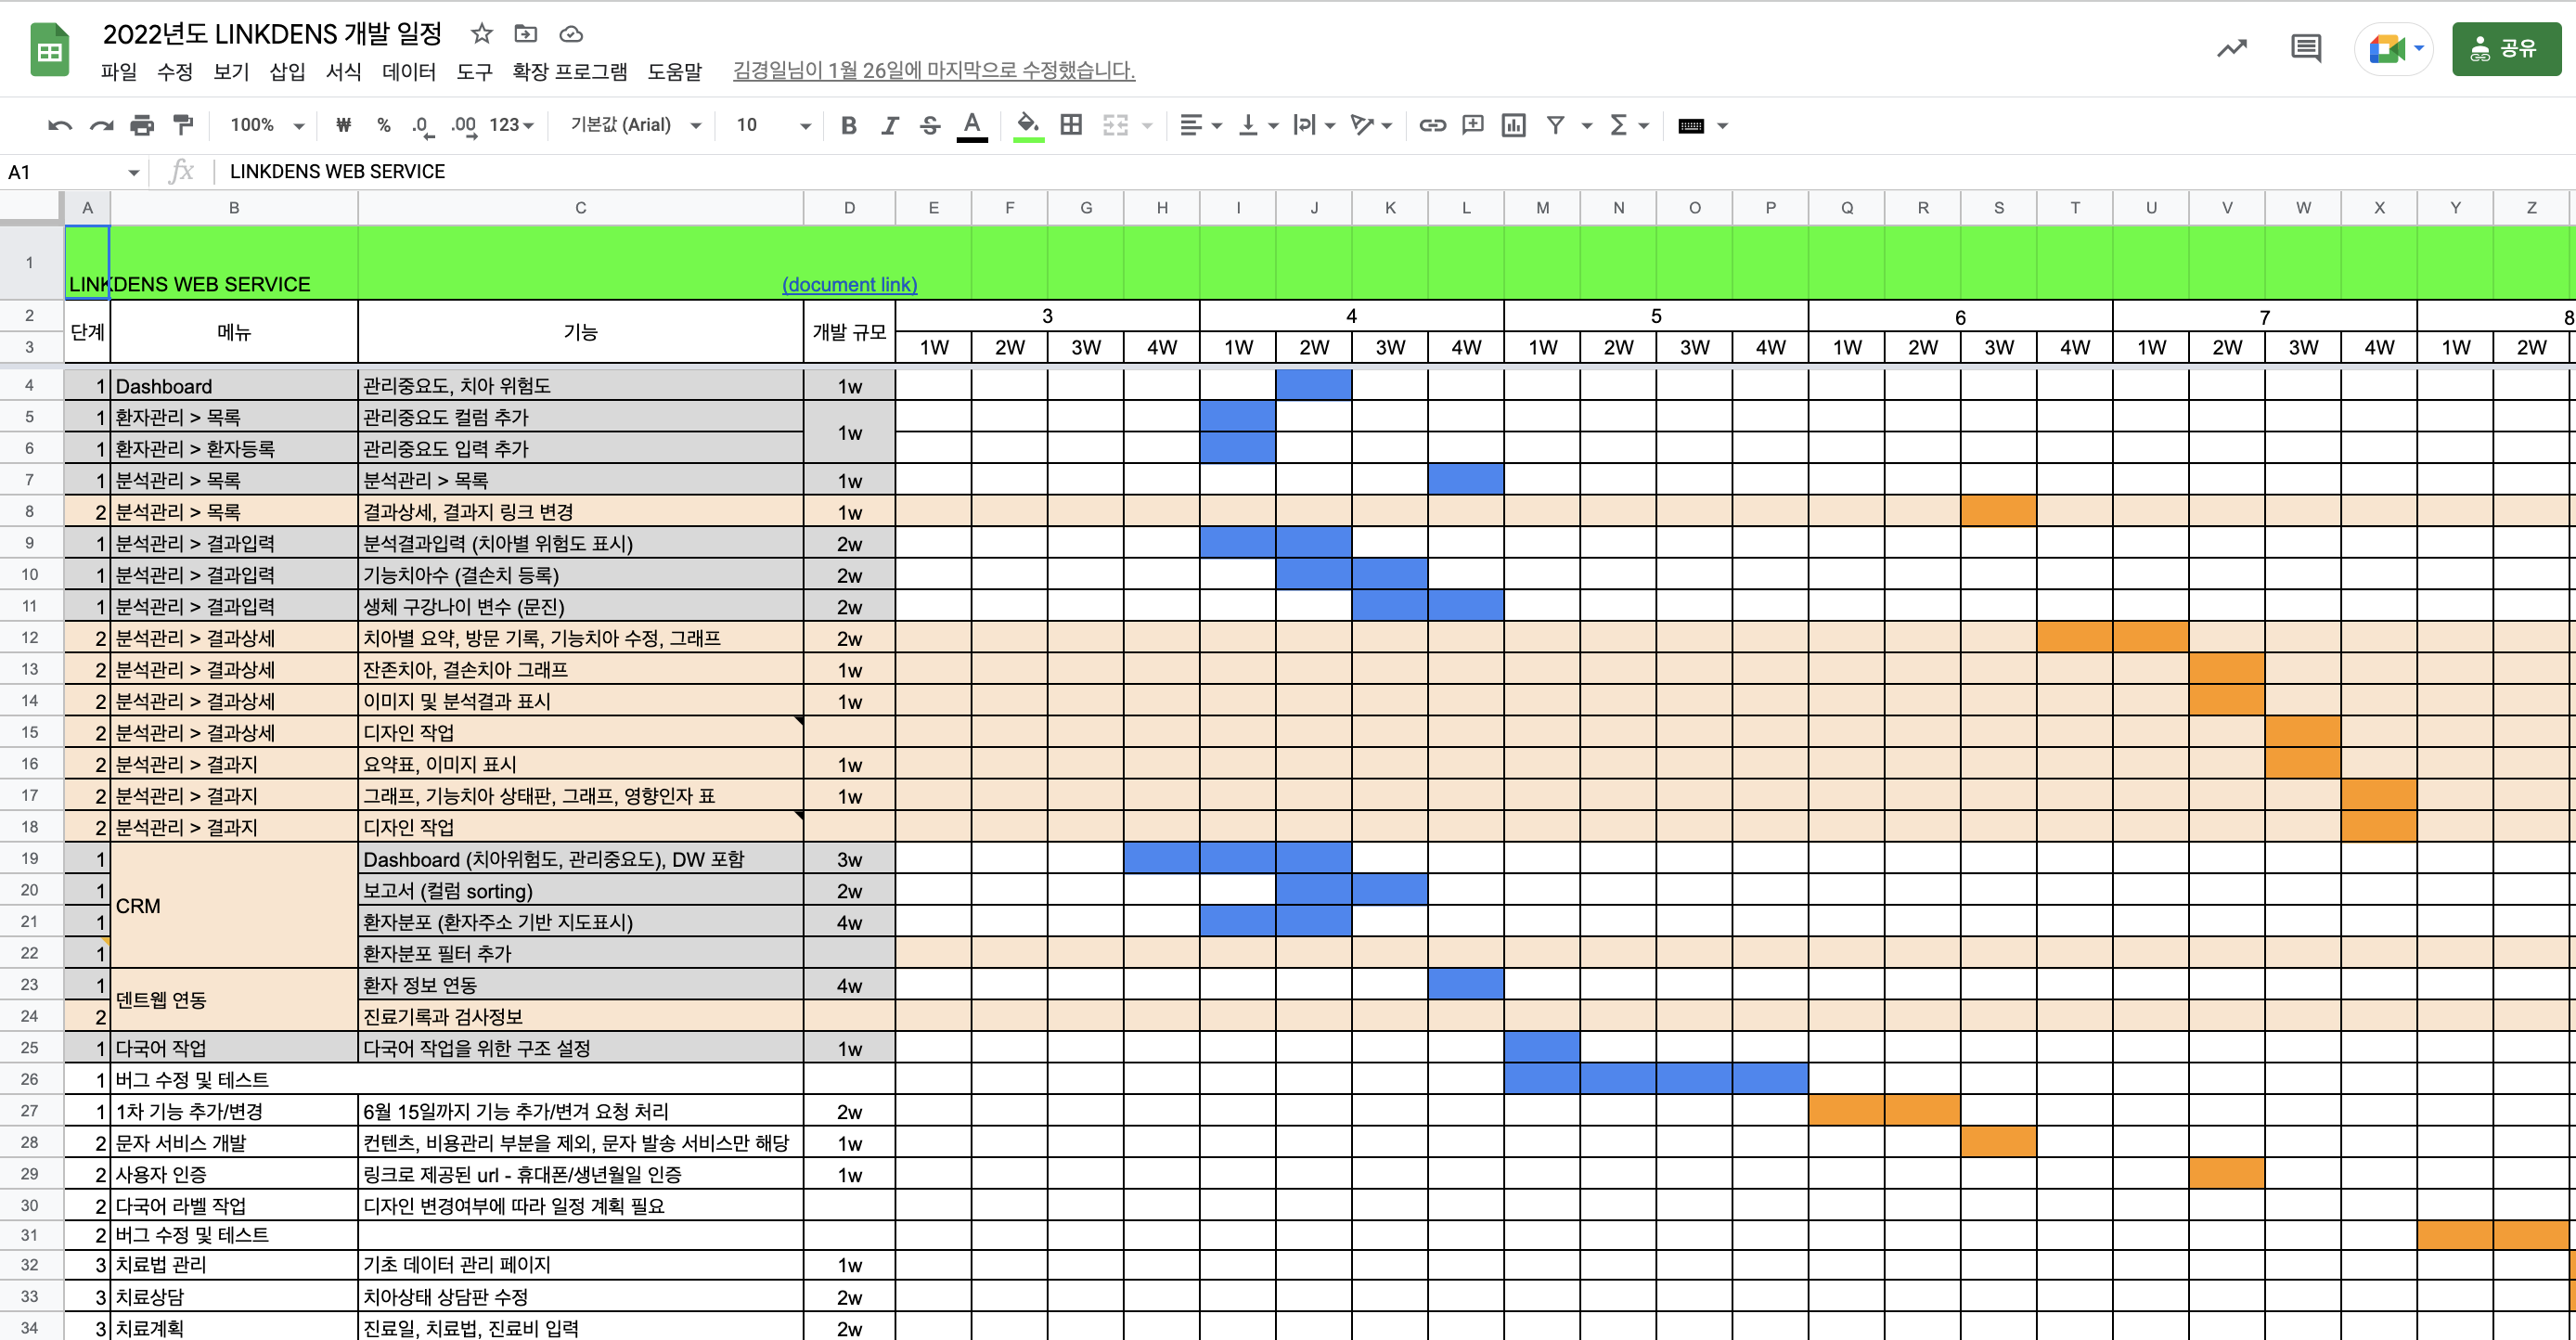 2022년도 LINKDENS 개발 일정
파일 수정 보기 삽입 서식 데이터 도구 확장 프로그램 도움말 김경일님이 1월 26일에 마지막으로 수정했습니다.
공유
100% ₩ % .0 .00 123 기본값 (Arial) 10 B I S A
A1 fx LINKDENS WEB SERVICE
A B C D E F G H I J K L M N O P Q R S T U V W X Y Z
1 LINKDENS WEB SERVICE (document link)
2 단계 메뉴 기능 개발 규모 3 4 5 6 7 8
3 1W 2W 3W 4W 1W 2W 3W 4W 1W 2W 3W 4W 1W 2W 3W 4W 1W 2W 3W 4W 1W 2W
4 1 Dashboard 관리중요도, 치아 위험도 1w
5 1 환자관리 > 목록 관리중요도 컬럼 추가 1w
6 1 환자관리 > 환자등록 관리중요도 입력 추가
7 1 분석관리 > 목록 분석관리 > 목록 1w
8 2 분석관리 > 목록 결과상세, 결과지 링크 변경 1w
9 1 분석관리 > 결과입력 분석결과입력 (치아별 위험도 표시) 2w
10 1 분석관리 > 결과입력 기능치아수 (결손치 등록) 2w
11 1 분석관리 > 결과입력 생체 구강나이 변수 (문진) 2w
12 2 분석관리 > 결과상세 치아별 요약, 방문 기록, 기능치아 수정, 그래프 2w
13 2 분석관리 > 결과상세 잔존치아, 결손치아 그래프 1w
14 2 분석관리 > 결과상세 이미지 및 분석결과 표시 1w
15 2 분석관리 > 결과상세 디자인 작업
16 2 분석관리 > 결과지 요약표, 이미지 표시 1w
17 2 분석관리 > 결과지 그래프, 기능치아 상태판, 그래프, 영향인자 표 1w
18 2 분석관리 > 결과지 디자인 작업
19 1 CRM Dashboard (치아위험도, 관리중요도), DW 포함 3w
20 1 보고서 (컬럼 sorting) 2w
21 1 환자분포 (환자주소 기반 지도표시) 4w
22 1 환자분포 필터 추가
23 1 덴트웹 연동 환자 정보 연동 4w
24 2 진료기록과 검사정보
25 1 다국어 작업 다국어 작업을 위한 구조 설정 1w
26 1 버그 수정 및 테스트
27 1 1차 기능 추가/변경 6월 15일까지 기능 추가/변겨 요청 처리 2w
28 2 문자 서비스 개발 컨텐츠, 비용관리 부분을 제외, 문자 발송 서비스만 해당 1w
29 2 사용자 인증 링크로 제공된 url - 휴대폰/생년월일 인증 1w
30 2 다국어 라벨 작업 디자인 변경여부에 따라 일정 계획 필요
31 2 버그 수정 및 테스트
32 3 치료법 관리 기초 데이터 관리 페이지 1w
33 3 치료상담 치아상태 상담판 수정 2w
34 3 치료계획 진료일, 치료법, 진료비 입력 2w